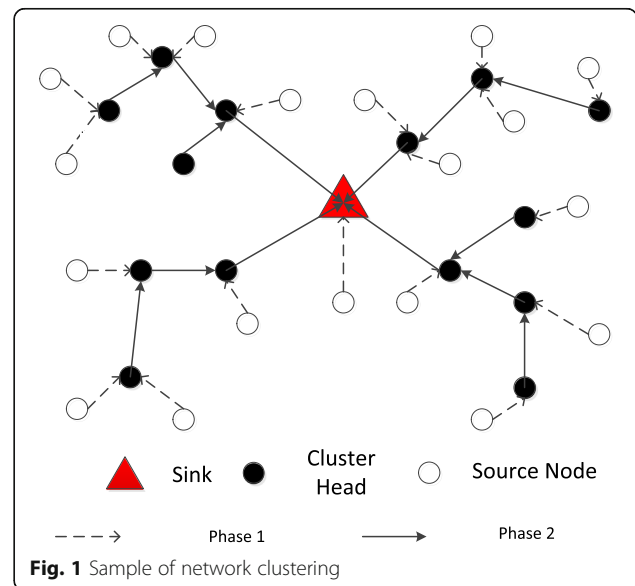 Sink
Cluster
Head
Source Node
Phase 1
Phase 2
Fig. 1 Sample of network clustering